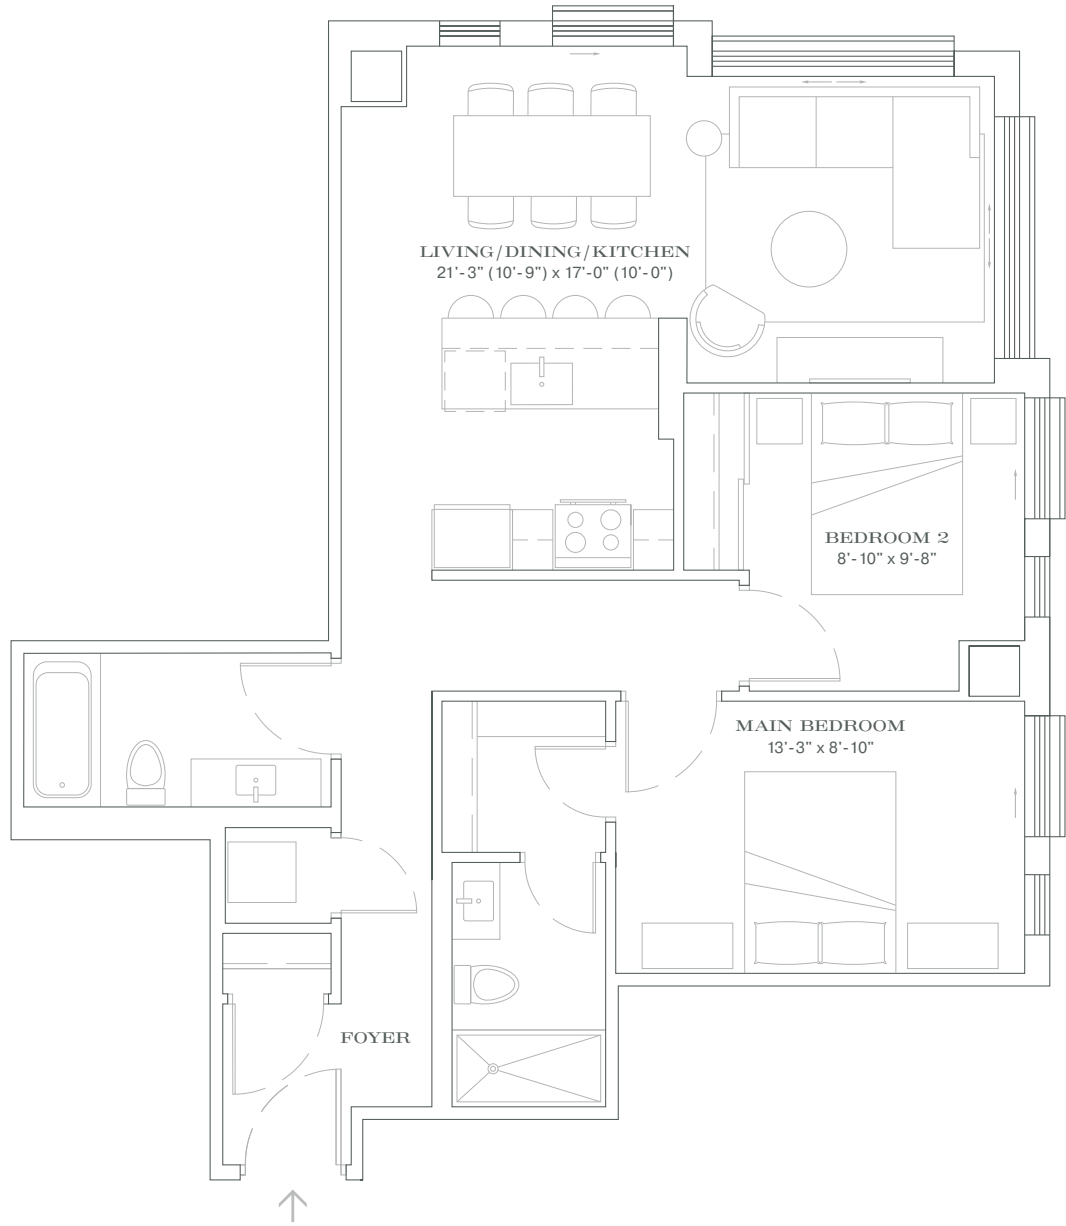 LIVING/DINING/KITCHEN
21'-3" (10'-9") x 17'-0" (10'-0")
BEDROOM 2
8'-10" x 9'-8"
MAIN BEDROOM
13'-3" x 8'-10"
FOYER